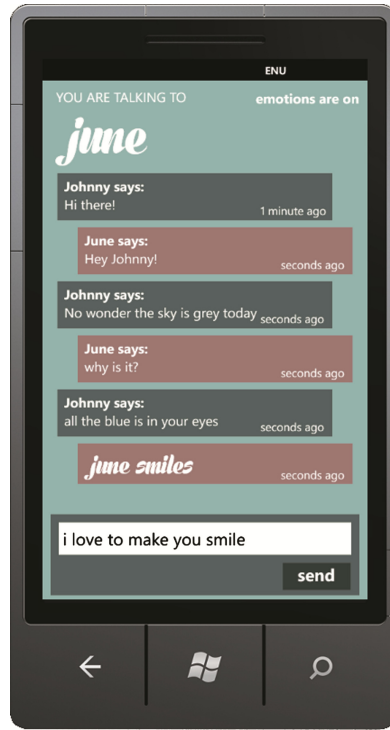 ENU
YOU ARE TALKING TO
emotions are on
june
Johnny says:
Hi there!
1 minute ago
June says:
Hey Johnny!
seconds ago
Johnny says:
No wonder the sky is grey today
seconds ago
June says:
why is it?
seconds ago
Johnny says:
all the blue is in your eyes
seconds ago
june smiles
seconds ago
i love to make you smile
send